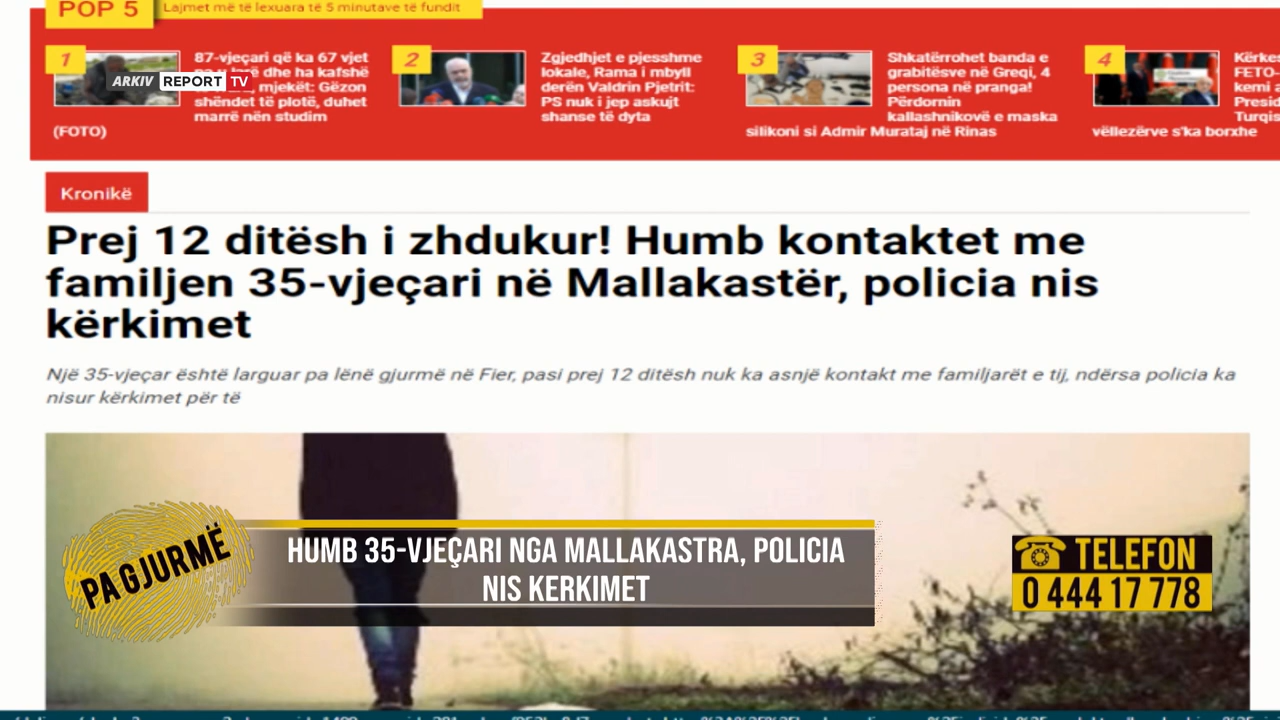 POP 5
Lajmet më të lexuara të 5 minutave të fundit
1
87-vjeçari që ka 67 vjet
dhe ha kafshë
mjekët: Gëzon
shëndet të plotë, duhet
marrë nën studim
(FOTO)
2
Zgjedhjet e pjesshme
lokale, Rama i mbyll
derën Valdrin Pjetrit:
PS nuk i jep askujt
shanse të dyta
3
Shkatërrohet banda e
grabitësve në Greqi, 4
persona në pranga!
Përdornin
kallashnikovë e maska
silikoni si Admir Murataj në Rinas
4
FETO-
kemi
vëllezërve s'ka borxhe
ARKIV REPORT TV
Kronikë
Prej 12 ditësh i zhdukur! Humb kontaktet me
familjen 35-vjeçari në Mallakastër, policia nis
kërkimet
Një 35-vjeçar është larguar pa lënë gjurmë në Fier, pasi prej 12 ditësh nuk ka asnjë kontakt me familjarët e tij, ndërsa policia ka
nisur kërkimet për të
PA GJURMË
HUMB 35-VJEÇARI NGA MALLAKASTRA, POLICIA
NIS KERKIMET
TELEFON
0 444 17 778